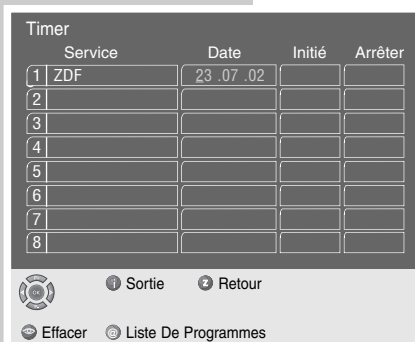 Timer
Service Date Initié Arrêter
1 ZDF 23 .07 .02
2
3
4
5
6
7
8
OK i Sortie z Retour
Effacer @ Liste De Programmes